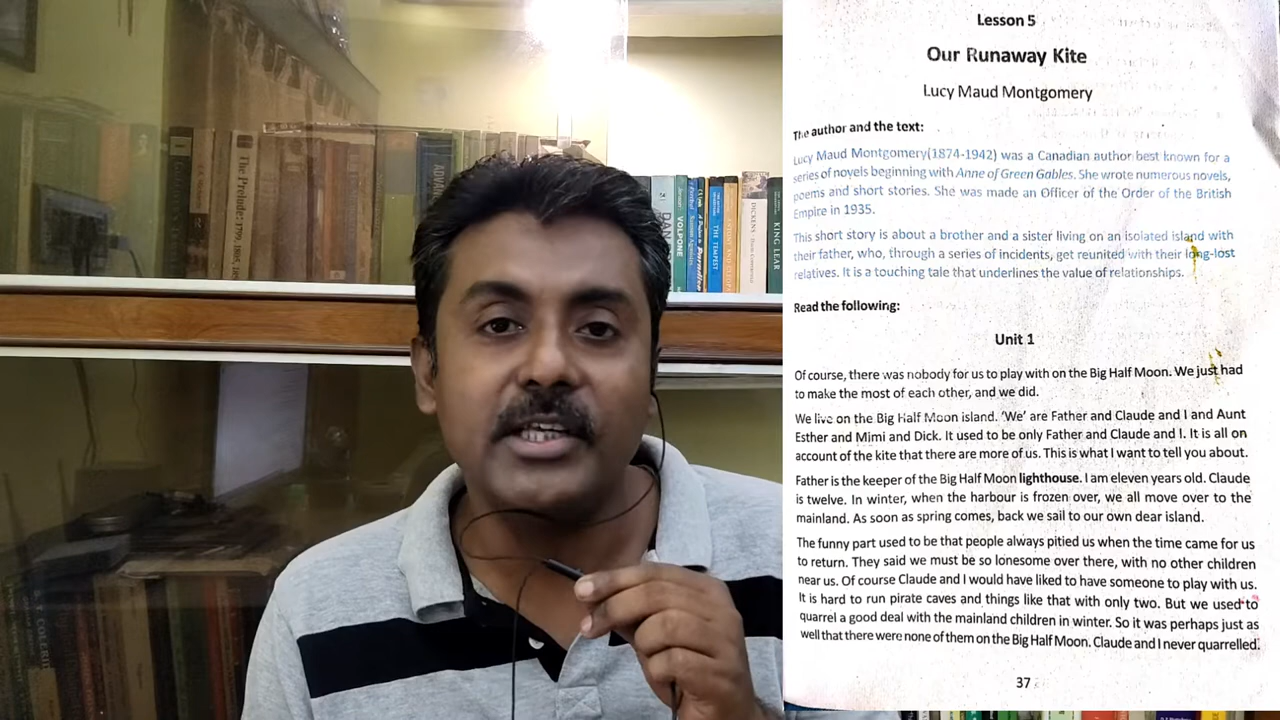 The Prelude: 1799, 1805, 1850
VOLPONE
THE TEMPEST
DICKENS
KING LEAR
Lesson 5
Our Runaway Kite
Lucy Maud Montgomery
The author and the text:
Lucy Maud Montgomery(1874-1942) was a Canadian author best known for a
series of novels beginning with Anne of Green Gables. She wrote numerous novels,
poems and short stories. She was made an Officer of the Order of the British
Empire in 1935.
This short story is about a brother and a sister living on an isolated island with
their father, who, through a series of incidents, get reunited with their long-lost
relatives. It is a touching tale that underlines the value of relationships.
Read the following:
Unit 1
Of course, there was nobody for us to play with on the Big Half Moon. We just had
to make the most of each other, and we did.
We live on the Big Half Moon island. 'We' are Father and Claude and I and Aunt
Esther and Mimi and Dick. It used to be only Father and Claude and I. It is all on
account of the kite that there are more of us. This is what I want to tell you about.
Father is the keeper of the Big Half Moon lighthouse. I am eleven years old. Claude
is twelve. In winter, when the harbour is frozen over, we all move over to the
mainland. As soon as spring comes, back we sail to our own dear island.
The funny part used to be that people always pitied us when the time came for us
to return. They said we must be so lonesome over there, with no other children
near us. Of course Claude and I would have liked to have someone to play with us.
It is hard to run pirate caves and things like that with only two. But we used to
quarrel a good deal with the mainland children in winter. So it was perhaps just as
well that there were none of them on the Big Half Moon. Claude and I never quarrelled.
37